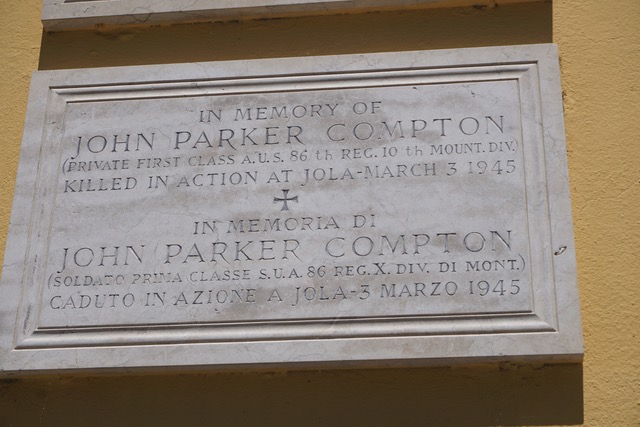 IN MEMORY OF
JOHN PARKER COMPTON
(PRIVATE FIRST CLASS A.U.S. 86 th REG. 10 th MOUNT. DIV.)
KILLED IN ACTION AT JOLA-MARCH 3 1945
IN MEMORIA DI
JOHN PARKER COMPTON
(SOLDATO PRIMA CLASSE S.U.A. 86 REG. X. DIV. DI MONT.)
CADUTO IN AZIONE A JOLA-3 MARZO 1945